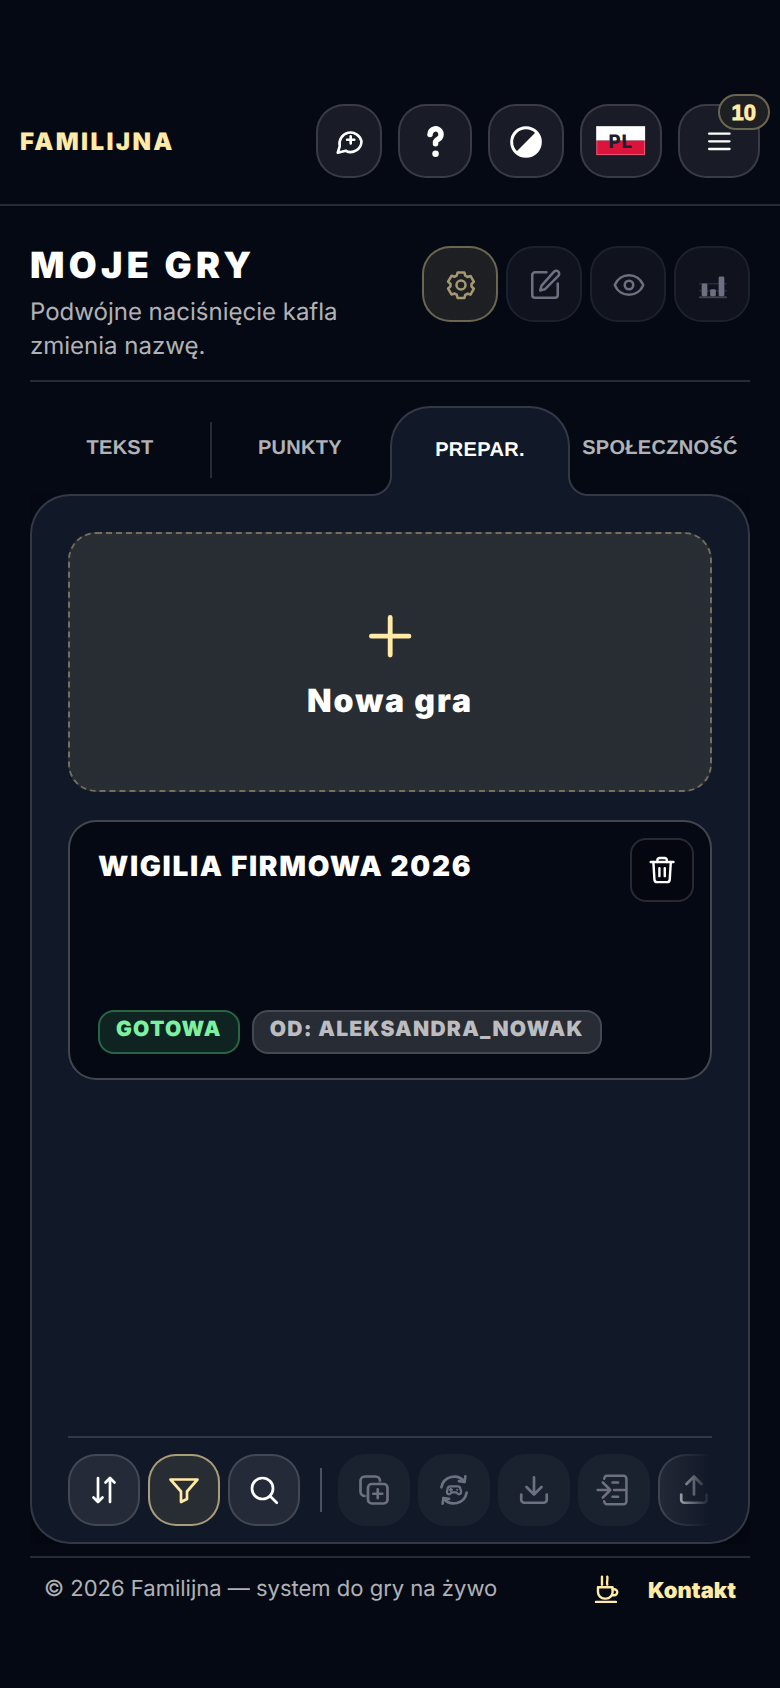 FAMILIJNA
PL
10
MOJE GRY
Podwójne naciśnięcie kafla
zmienia nazwę.
TEKST
PUNKTY
PREPAR.
SPOŁECZNOŚĆ
Nowa gra
WIGILIA FIRMOWA 2026
GOTOWA
OD: ALEKSANDRA_NOWAK
© 2026 Familijna — system do gry na żywo
Kontakt